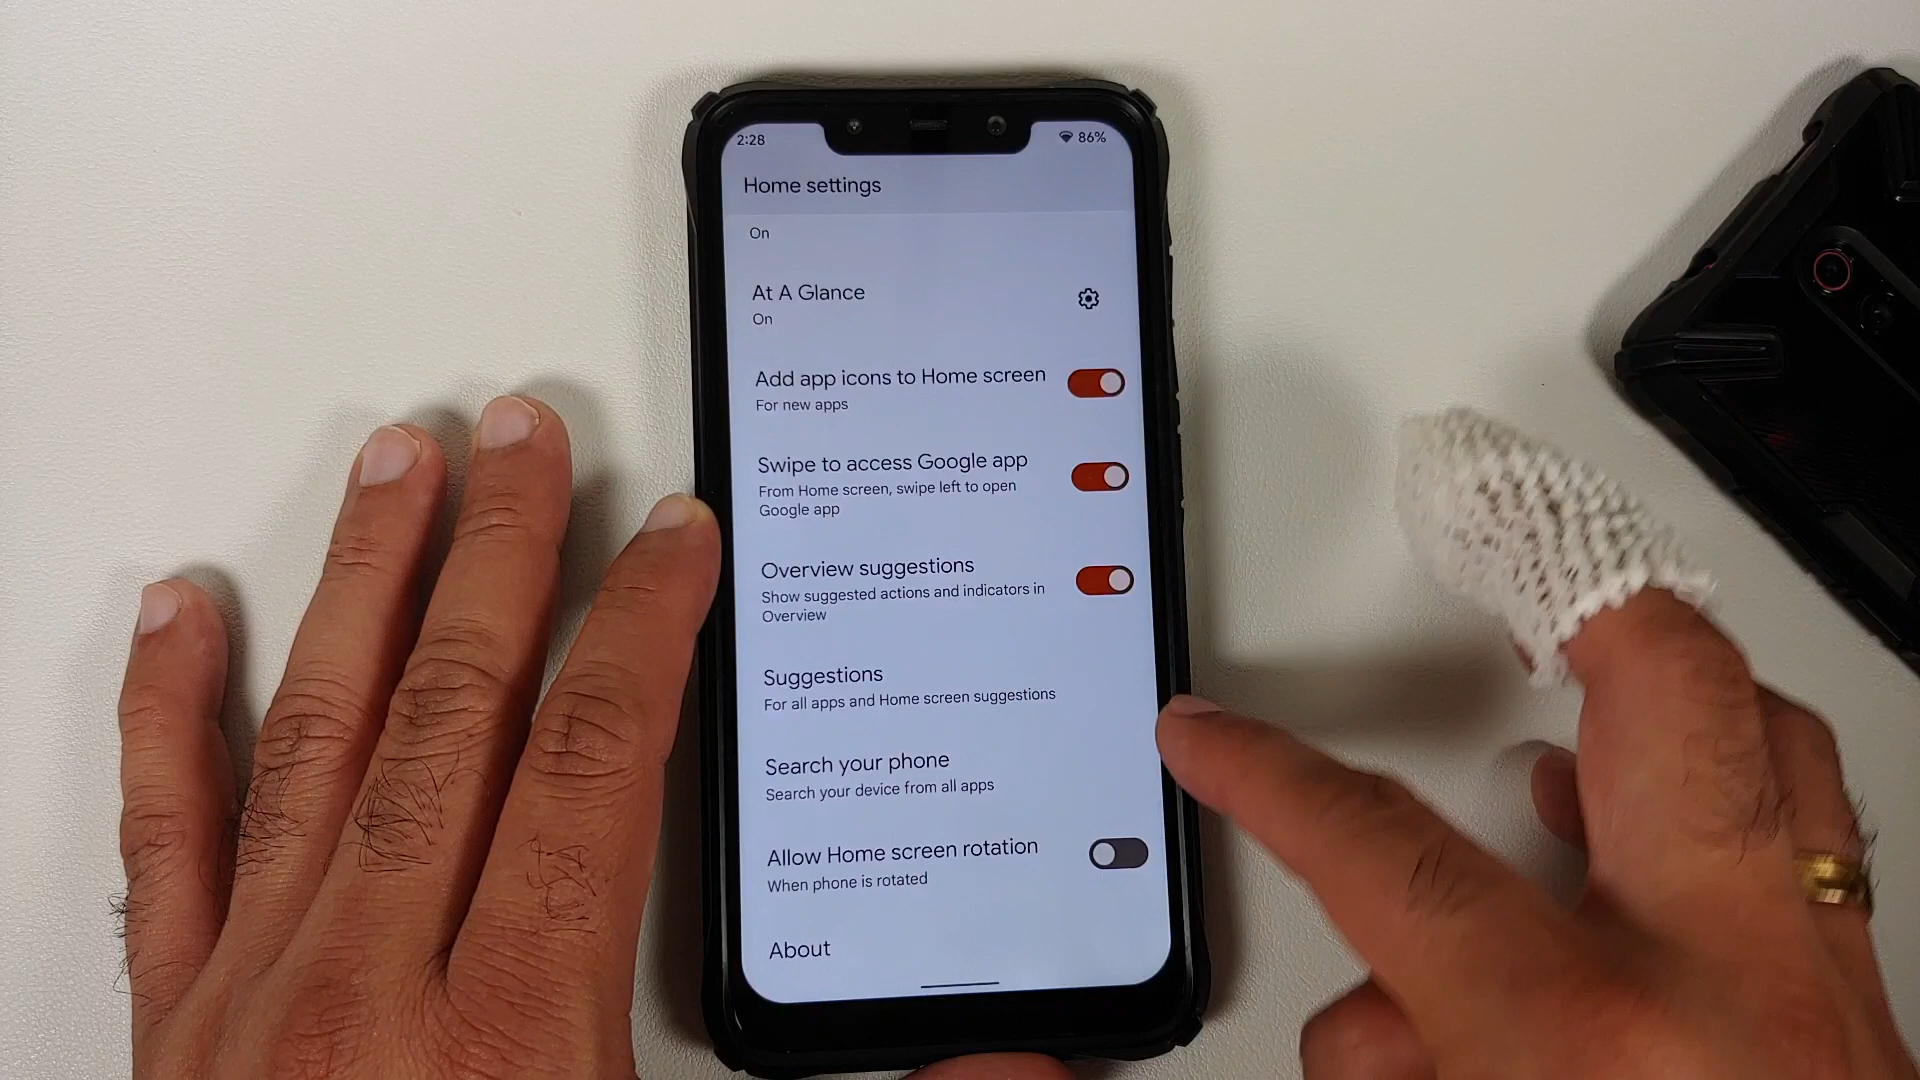 2:28
86%
Home settings
On
At A Glance
On
Add app icons to Home screen
For new apps
Swipe to access Google app
From Home screen, swipe left to open
Google app
Overview suggestions
Show suggested actions and indicators in
Overview
Suggestions
For all apps and Home screen suggestions
Search your phone
Search your device from all apps
Allow Home screen rotation
When phone is rotated
About